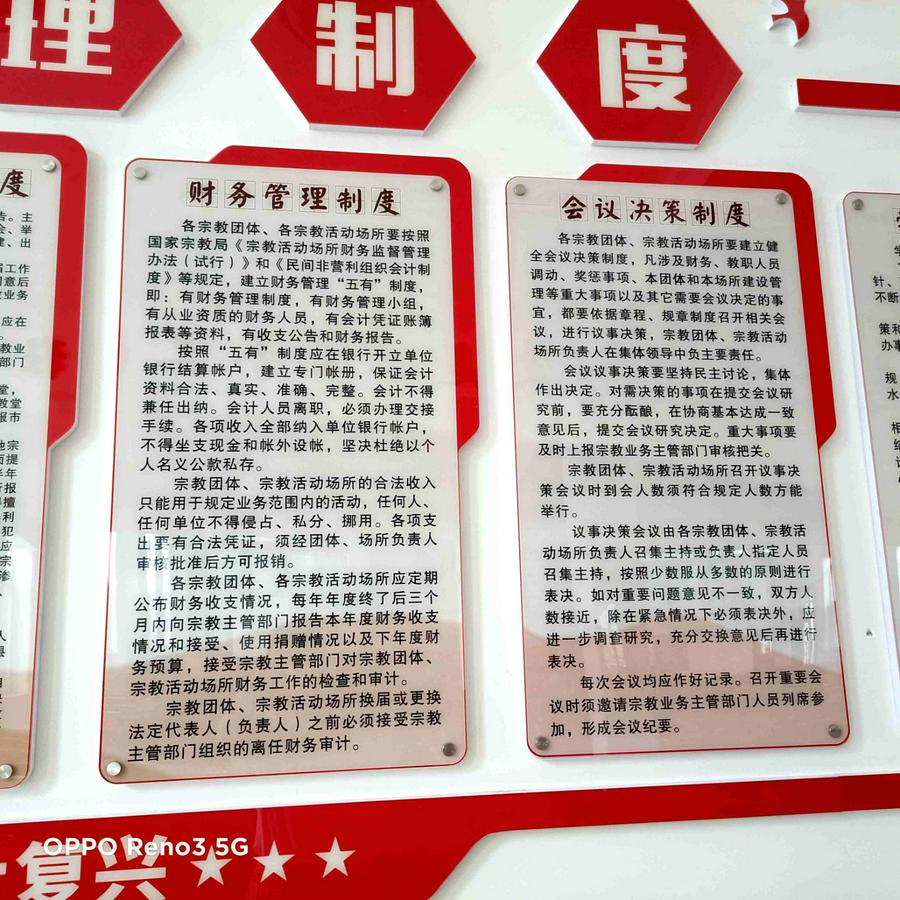 理 制 度
度
财务管理制度
各宗教团体、各宗教活动场所要按照
国家宗教局《宗教活动场所财务监督管理
办法（试行）》和《民间非营利组织会计制
度》等规定，建立财务管理“五有”制度，
即：有财务管理制度，有财务管理小组，
有从业资质的财务人员，有会计凭证账簿
报表等资料，有收支公告和财务报告。
按照“五有”制度应在银行开立单位
银行结算帐户，建立专门帐册，保证会计
资料合法、真实、准确、完整。会计不得
兼任出纳。会计人员离职，必须办理交接
手续。各项收入全部纳入单位银行帐户，
不得坐支现金和帐外设帐，坚决杜绝以个
人名义公款私存。
宗教团体、宗教活动场所的合法收入
只能用于规定业务范围内的活动，任何人、
任何单位不得侵占、私分、挪用。各项支
出要有合法凭证，须经团体、场所负责人
审核批准后方可报销。
各宗教团体、各宗教活动场所应定期
公布财务收支情况，每年年度终了后三个
月内向宗教主管部门报告本年度财务收支
情况和接受、使用捐赠情况以及下年度财
务预算，接受宗教主管部门对宗教团体、
宗教活动场所财务工作的检查和审计。
宗教团体、宗教活动场所换届或更换
法定代表人（负责人）之前必须接受宗教
主管部门组织的离任财务审计。
会议决策制度
各宗教团体、宗教活动场所要建立健
全会议决策制度，凡涉及财务、教职人员
调动、奖惩事项、本团体和本场所建设管
理等重大事项以及其它需要会议决定的事
宜，都要依据章程、规章制度召开相关会
议，进行议事决策，宗教团体、宗教活动
场所负责人在集体领导中负主要责任。
会议议事决策要坚持民主讨论，集体
作出决定。对需决策的事项在提交会议研
究前，要充分酝酿，在协商基本达成一致
意见后，提交会议研究决定。重大事项要
及时上报宗教业务主管部门审核把关。
宗教团体、宗教活动场所召开议事决
策会议时到会人数须符合规定人数方能
举行。
议事决策会议由各宗教团体、宗教活
动场所负责人召集主持或负责人指定人员
召集主持，按照少数服从多数的原则进行
表决。如对重要问题意见不一致，双方人
数接近，除在紧急情况下必须表决外，应
进一步调查研究，充分交换意见后再进行
表决。
每次会议均应作好记录。召开重要会
议时须邀请宗教业务主管部门人员列席参
加，形成会议纪要。
复兴
OPPO Reno3 5G